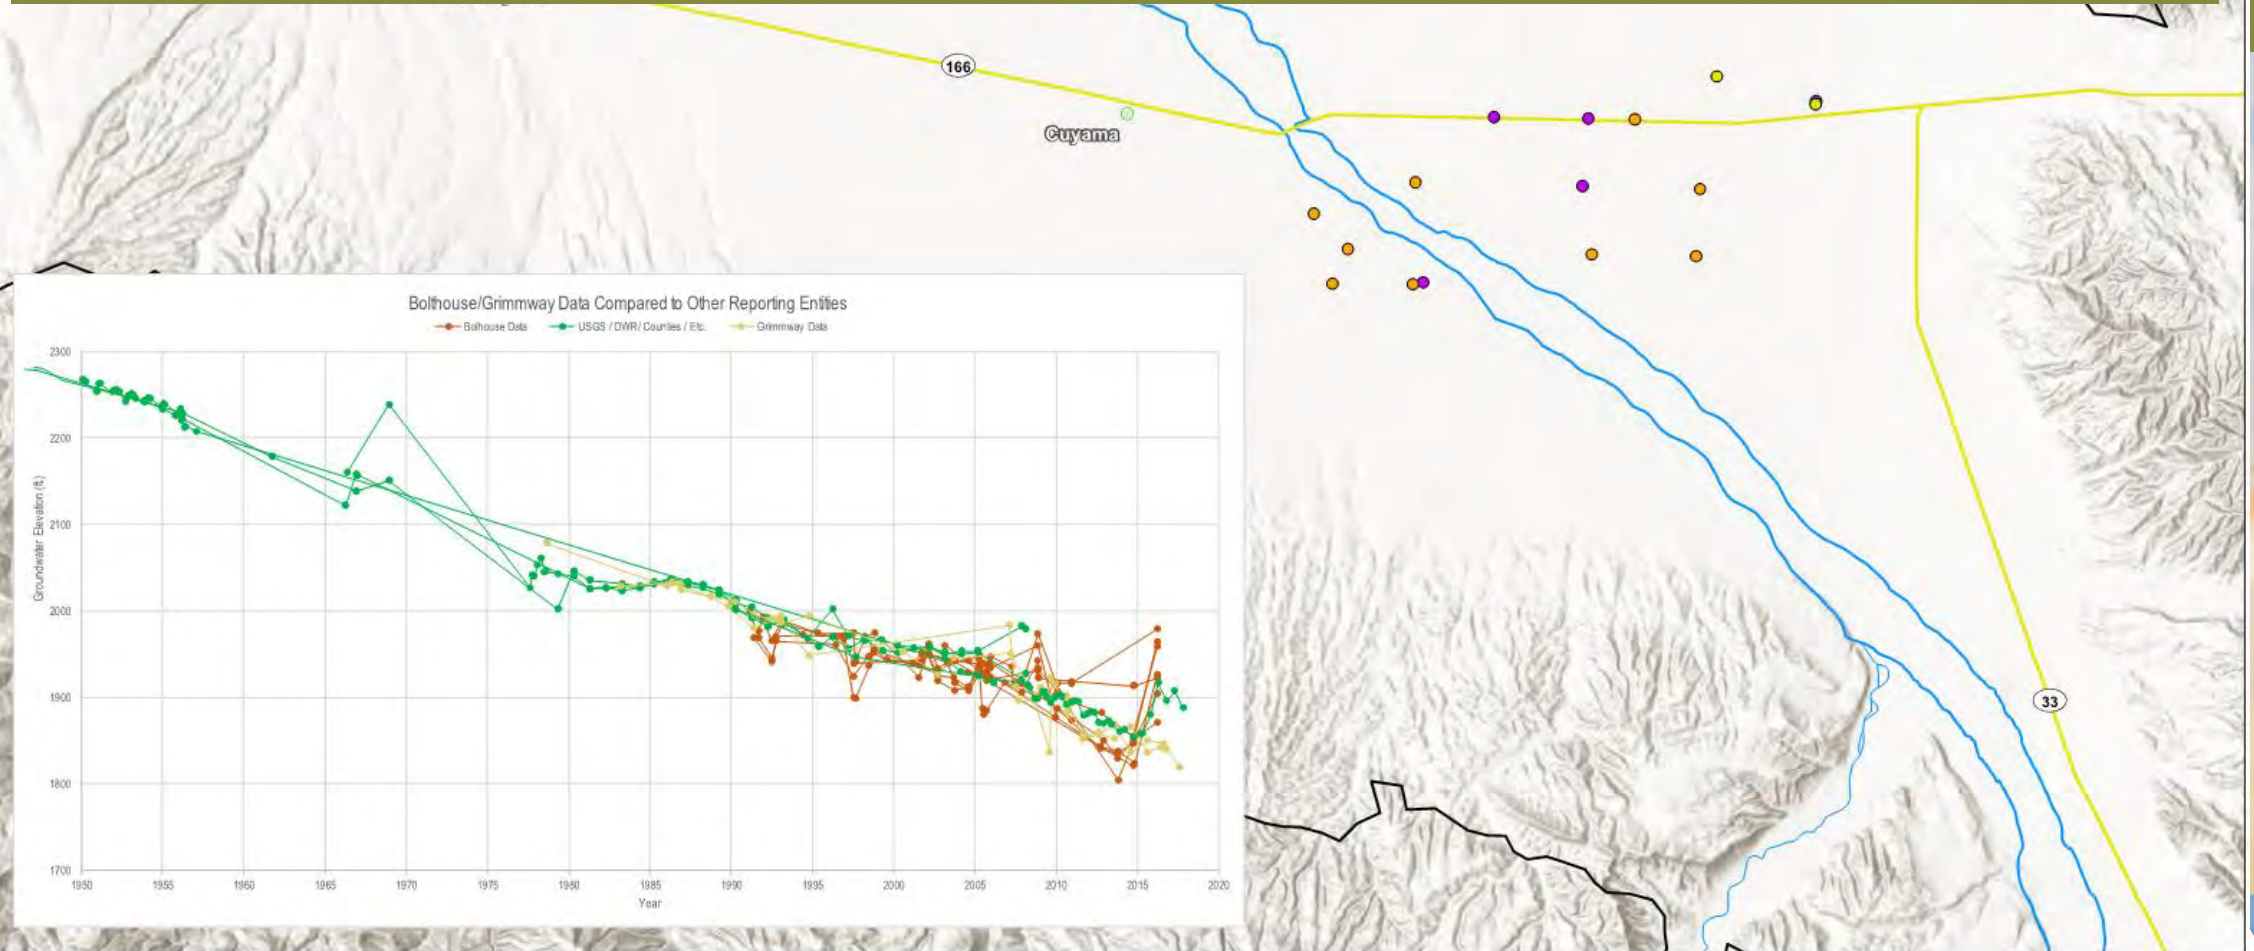 166
Cuyama
Bolthouse/Grimmway Data Compared to Other Reporting Entities
Bolhouse Data
USGS / DWR/ Counties / Etc.
Grimmway Data
2300
2200
2100
2000
1900
1800
1700
Groundwater Elevation (ft.)
1950 1955 1960 1965 1970 1975 1980 1985 1990 1995 2000 2005 2010 2015 2020
Year
33